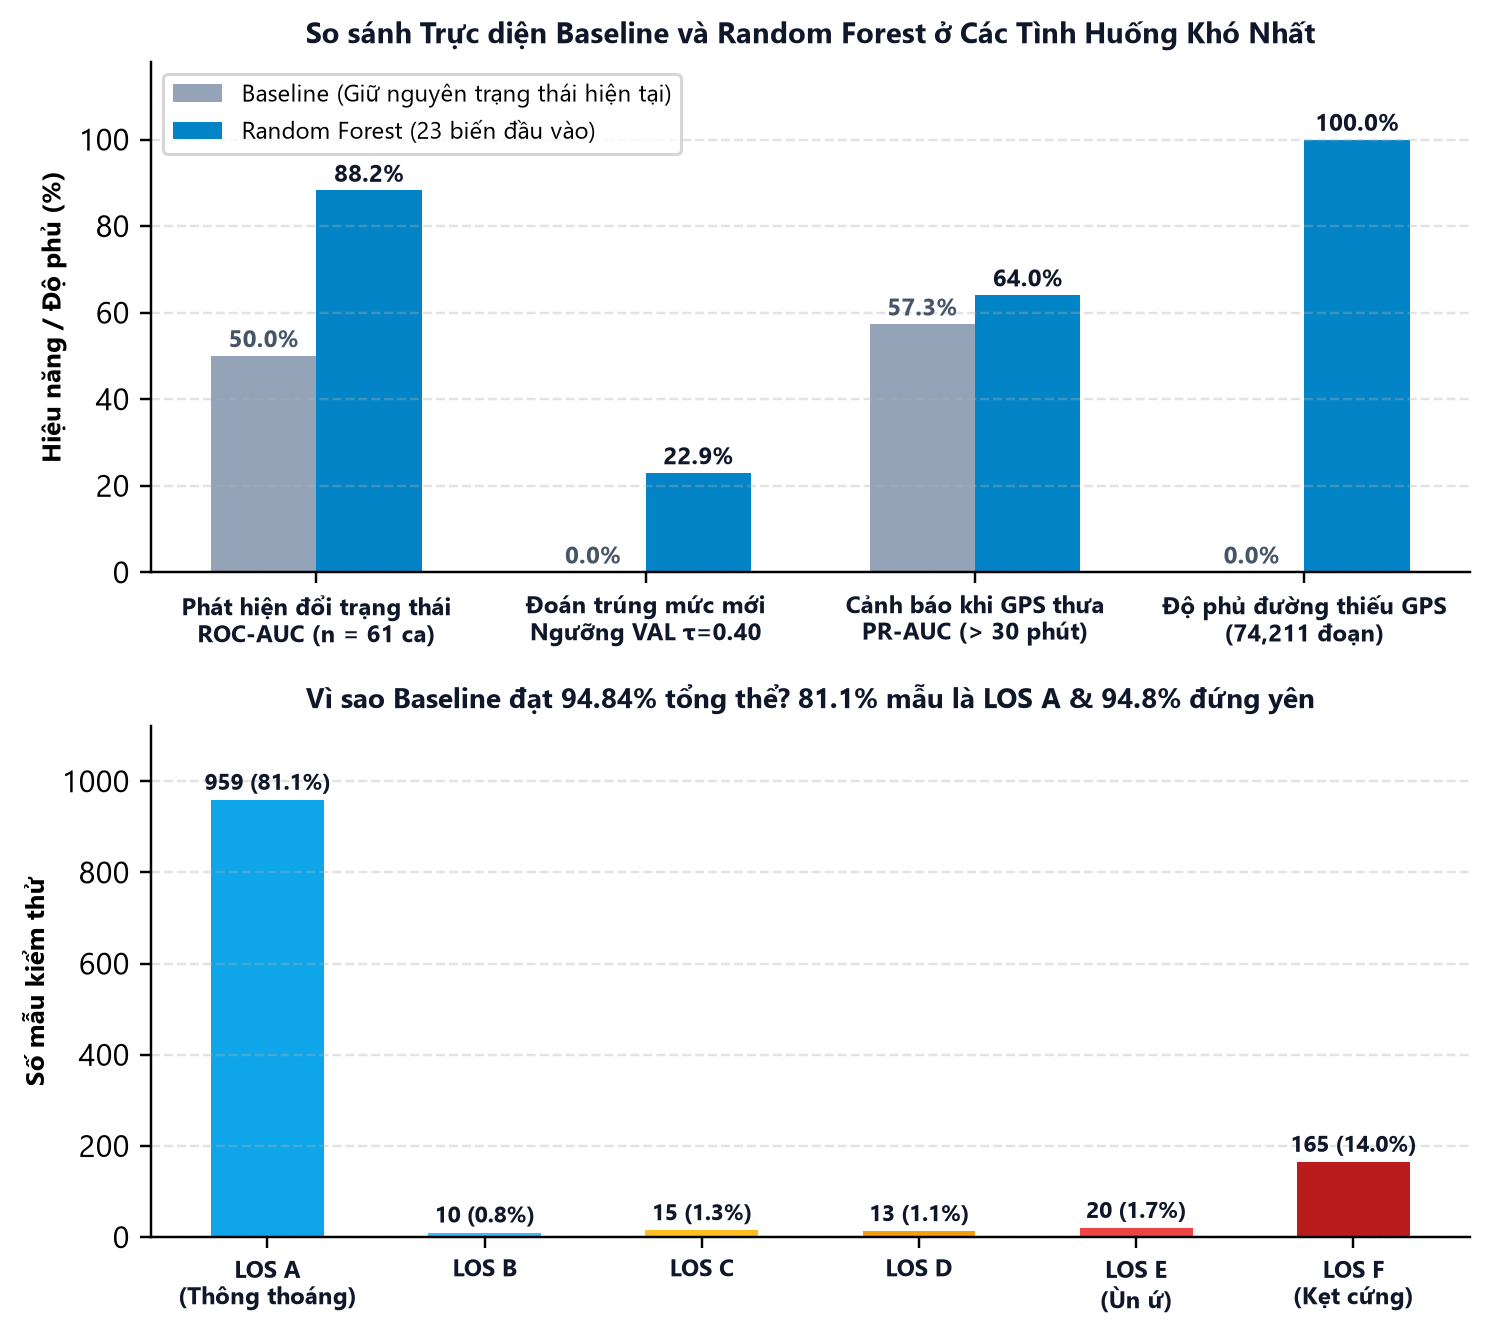 So sánh Trực diện Baseline và Random Forest ở Các Tình Huống Khó Nhất
Baseline (Giữ nguyên trạng thái hiện tại)
Random Forest (23 biến đầu vào)
Hiệu năng / Độ phủ (%)
100
80
60
40
20
0
50.0%
88.2%
0.0%
22.9%
57.3%
64.0%
0.0%
100.0%
Phát hiện đổi trạng thái
ROC-AUC (n = 61 ca)
Đoán trúng mức mới
Ngưỡng VAL τ=0.40
Cảnh báo khi GPS thưa
PR-AUC (> 30 phút)
Độ phủ đường thiếu GPS
(74,211 đoạn)
Vì sao Baseline đạt 94.84% tổng thể? 81.1% mẫu là LOS A & 94.8% đứng yên
Số mẫu kiểm thử
1000
800
600
400
200
0
959 (81.1%)
10 (0.8%)
15 (1.3%)
13 (1.1%)
20 (1.7%)
165 (14.0%)
LOS A
(Thông thoáng)
LOS B
LOS C
LOS D
LOS E
(Ùn ứ)
LOS F
(Kẹt cứng)